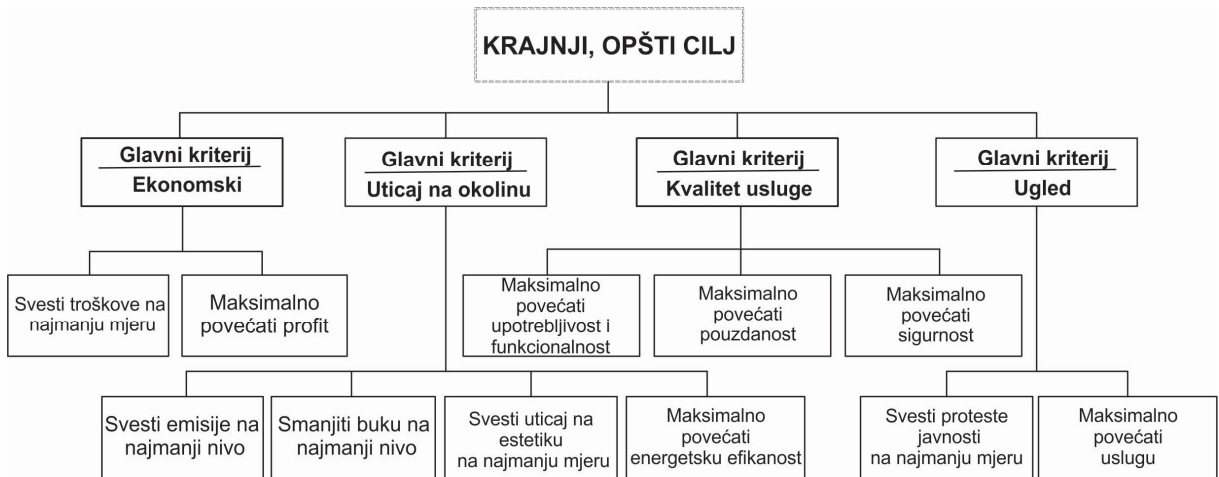 KRAJNJI, OPŠTI CILJ
Glavni kriterij
Ekonomski
Glavni kriterij
Uticaj na okolinu
Glavni kriterij
Kvalitet usluge
Glavni kriterij
Ugled
Svesti troškove na
najmanju mjeru
Maksimalno
povećati profit
Maksimalno
povećati
upotrebljivost i
funkcionalnost
Maksimalno
povećati
pouzdanost
Maksimalno
povećati
sigurnost
Svesti emisije na
najmanji nivo
Smanjiti buku na
najmanji nivo
Svesti uticaj na
estetiku
na najmanju mjeru
Maksimalno
povećati
energetsku efikanost
Svesti proteste
javnosti
na najmanju mjeru
Maksimalno
povećati
uslugu